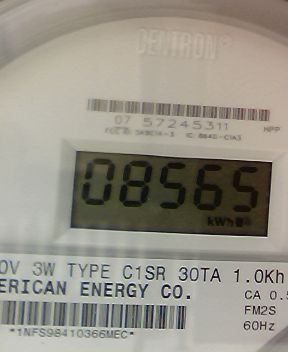 CENTRON®
07 57245311
HPP
08565
kWh
0V 3W TYPE C1SR 30TA 1.0Kh
ERICAN ENERGY CO.
CA 0.5
FM2S
60Hz
*1NFS98410366MEC*